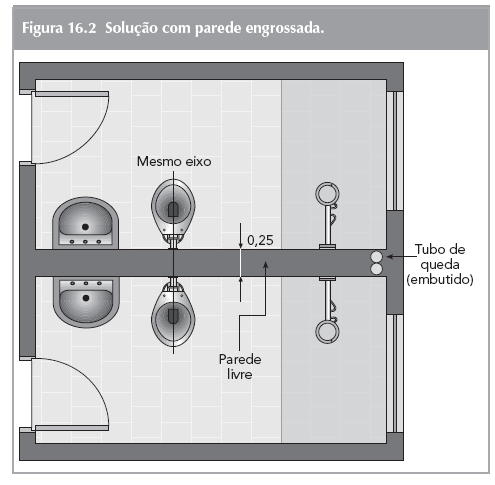 Figura 16.2  Solução com parede engrossada.
Mesmo eixo
0,25
Tubo de
queda
(embutido)
Parede
livre